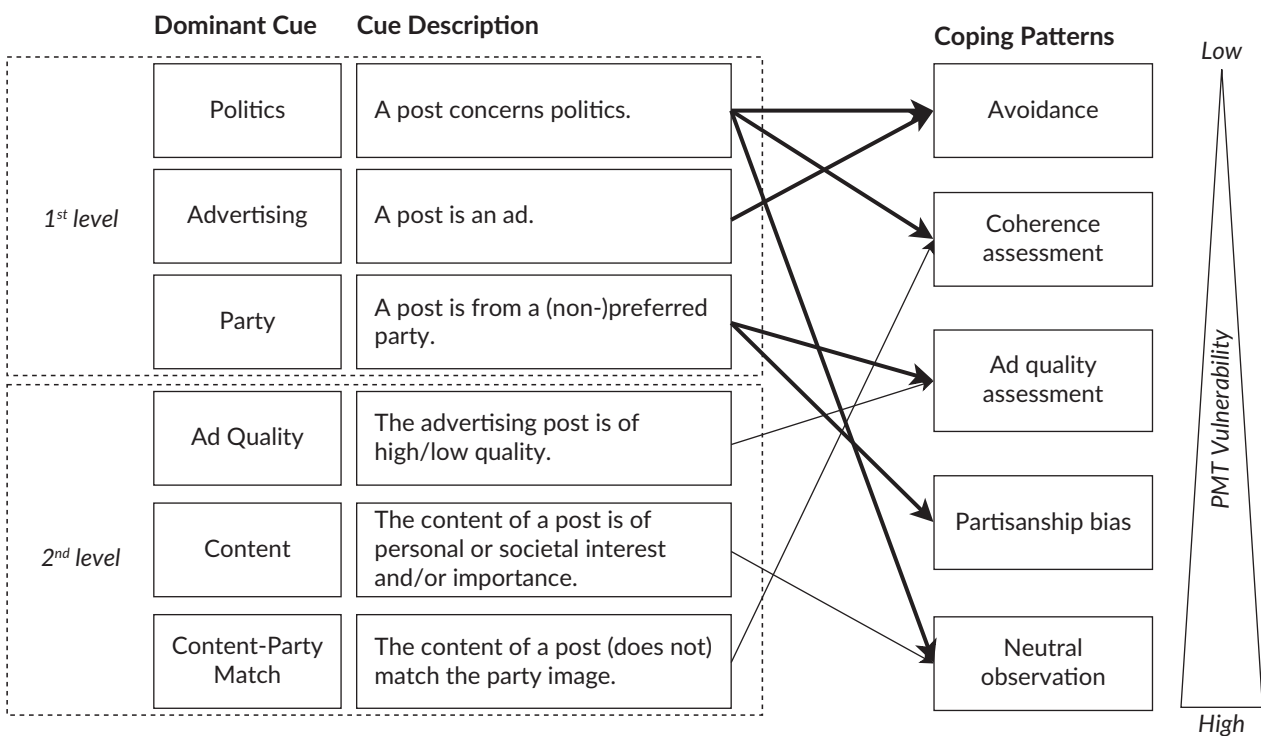 Dominant Cue
Cue Description
Coping Patterns
Low
1st level
Politics
A post concerns politics.
Advertising
A post is an ad.
Party
A post is from a (non-)preferred
party.
2nd level
Ad Quality
The advertising post is of
high/low quality.
Content
The content of a post is of
personal or societal interest
and/or importance.
Content-Party
Match
The content of a post (does not)
match the party image.
Avoidance
Coherence
assessment
Ad quality
assessment
Partisanship bias
Neutral
observation
PMT Vulnerability
High